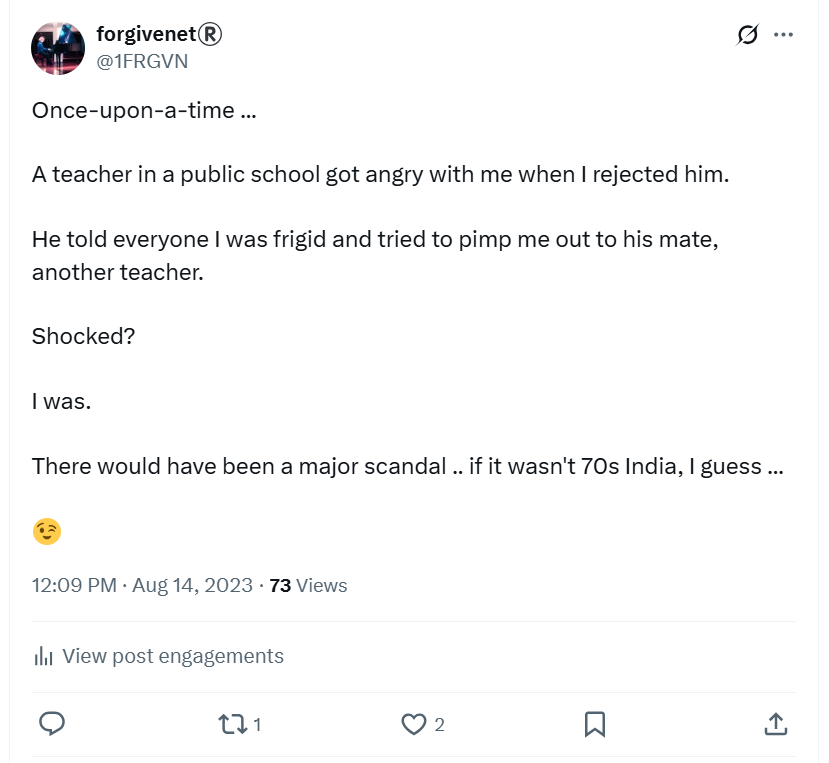 forgivenet®
@1FRGVN
Once-upon-a-time ...
A teacher in a public school got angry with me when I rejected him.
He told everyone I was frigid and tried to pimp me out to his mate,
another teacher.
Shocked?
I was.
There would have been a major scandal .. if it wasn't 70s India, I guess ...
😉
12:09 PM · Aug 14, 2023 · 73 Views
View post engagements
1 2